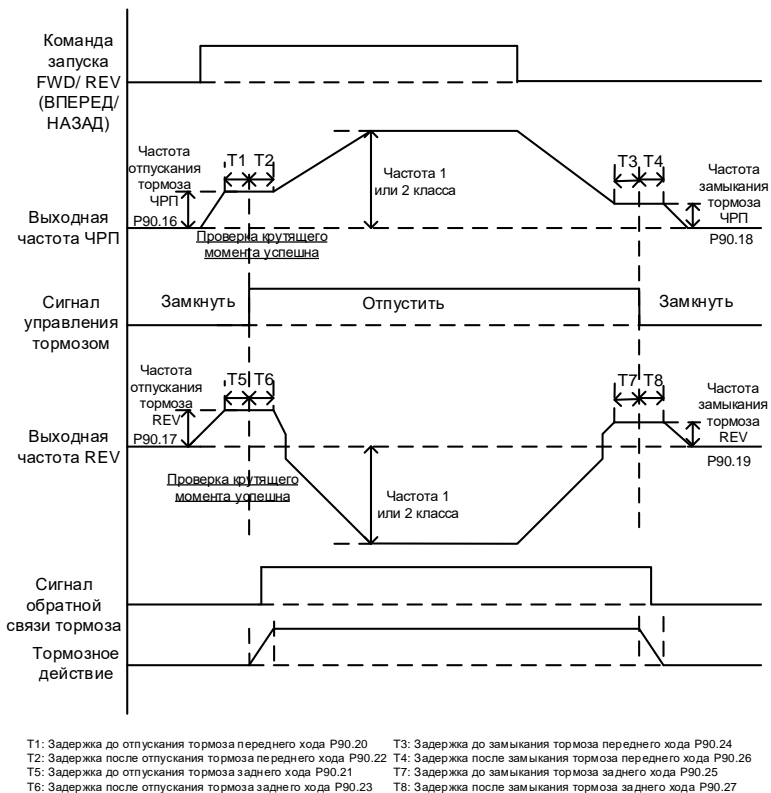 Команда
запуска
FWD/ REV
(ВПЕРЕД/
НАЗАД)
Частота
отпускания
тормоза
ЧРП
P90.16
T1
T2
Частота 1
или 2 класса
T3
T4
Частота
замыкания
тормоза
ЧРП
P90.18
Выходная
частота ЧРП
Проверка крутящего
момента успешна
Сигнал
управления
тормозом
Замкнуть
Отпустить
Замкнуть
Частота
отпускания
тормоза
REV
P90.17
T5
T6
T7
T8
Частота
замыкания
тормоза
REV
P90.19
Выходная
частота REV
Проверка крутящего
момента успешна
Частота 1
или 2 класса
Сигнал
обратной
связи тормоза
Тормозное
действие
T1: Задержка до отпускания тормоза переднего хода P90.20
T2: Задержка после отпускания тормоза переднего хода P90.22
T5: Задержка до отпускания тормоза заднего хода P90.21
T6: Задержка после отпускания тормоза заднего хода P90.23
T3: Задержка до замыкания тормоза переднего хода P90.24
T4: Задержка после замыкания тормоза переднего хода P90.26
T7: Задержка до замыкания тормоза заднего хода P90.25
T8: Задержка после замыкания тормоза заднего хода P90.27